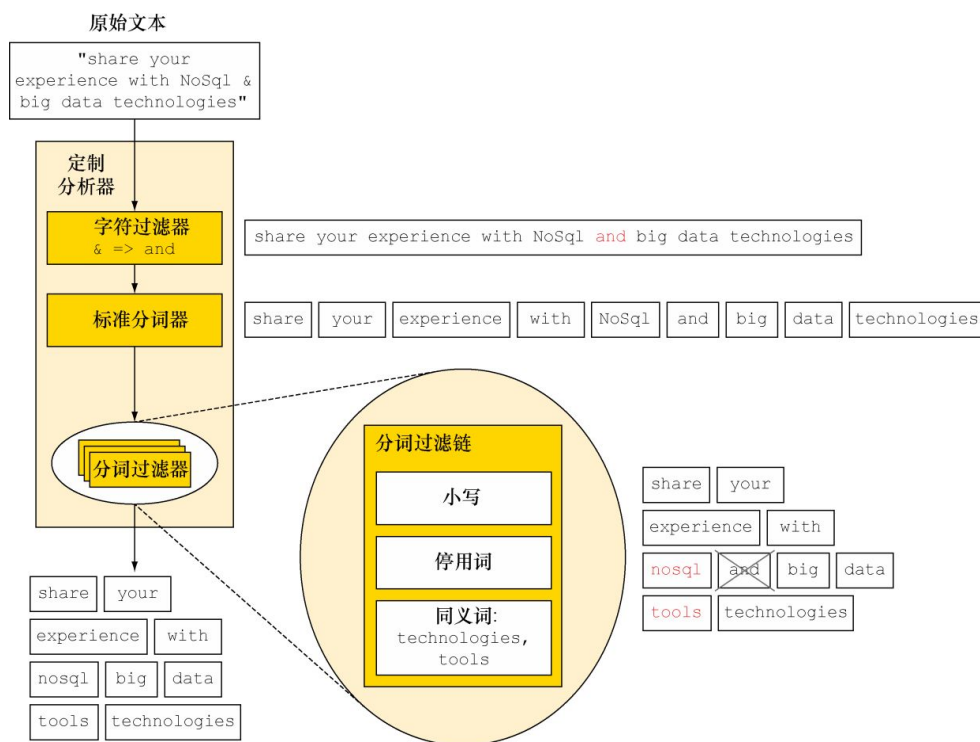 原始文本
"share your
experience with NoSql &
big data technologies"
定制
分析器
字符过滤器
& => and
share your experience with NoSql and big data technologies
标准分词器
share your experience with NoSql and big data technologies
分词过滤器
分词过滤链
小写
停用词
同义词:
technologies,
tools
share your
experience with
nosql and big data
tools technologies
share your
experience with
nosql big data
tools technologies